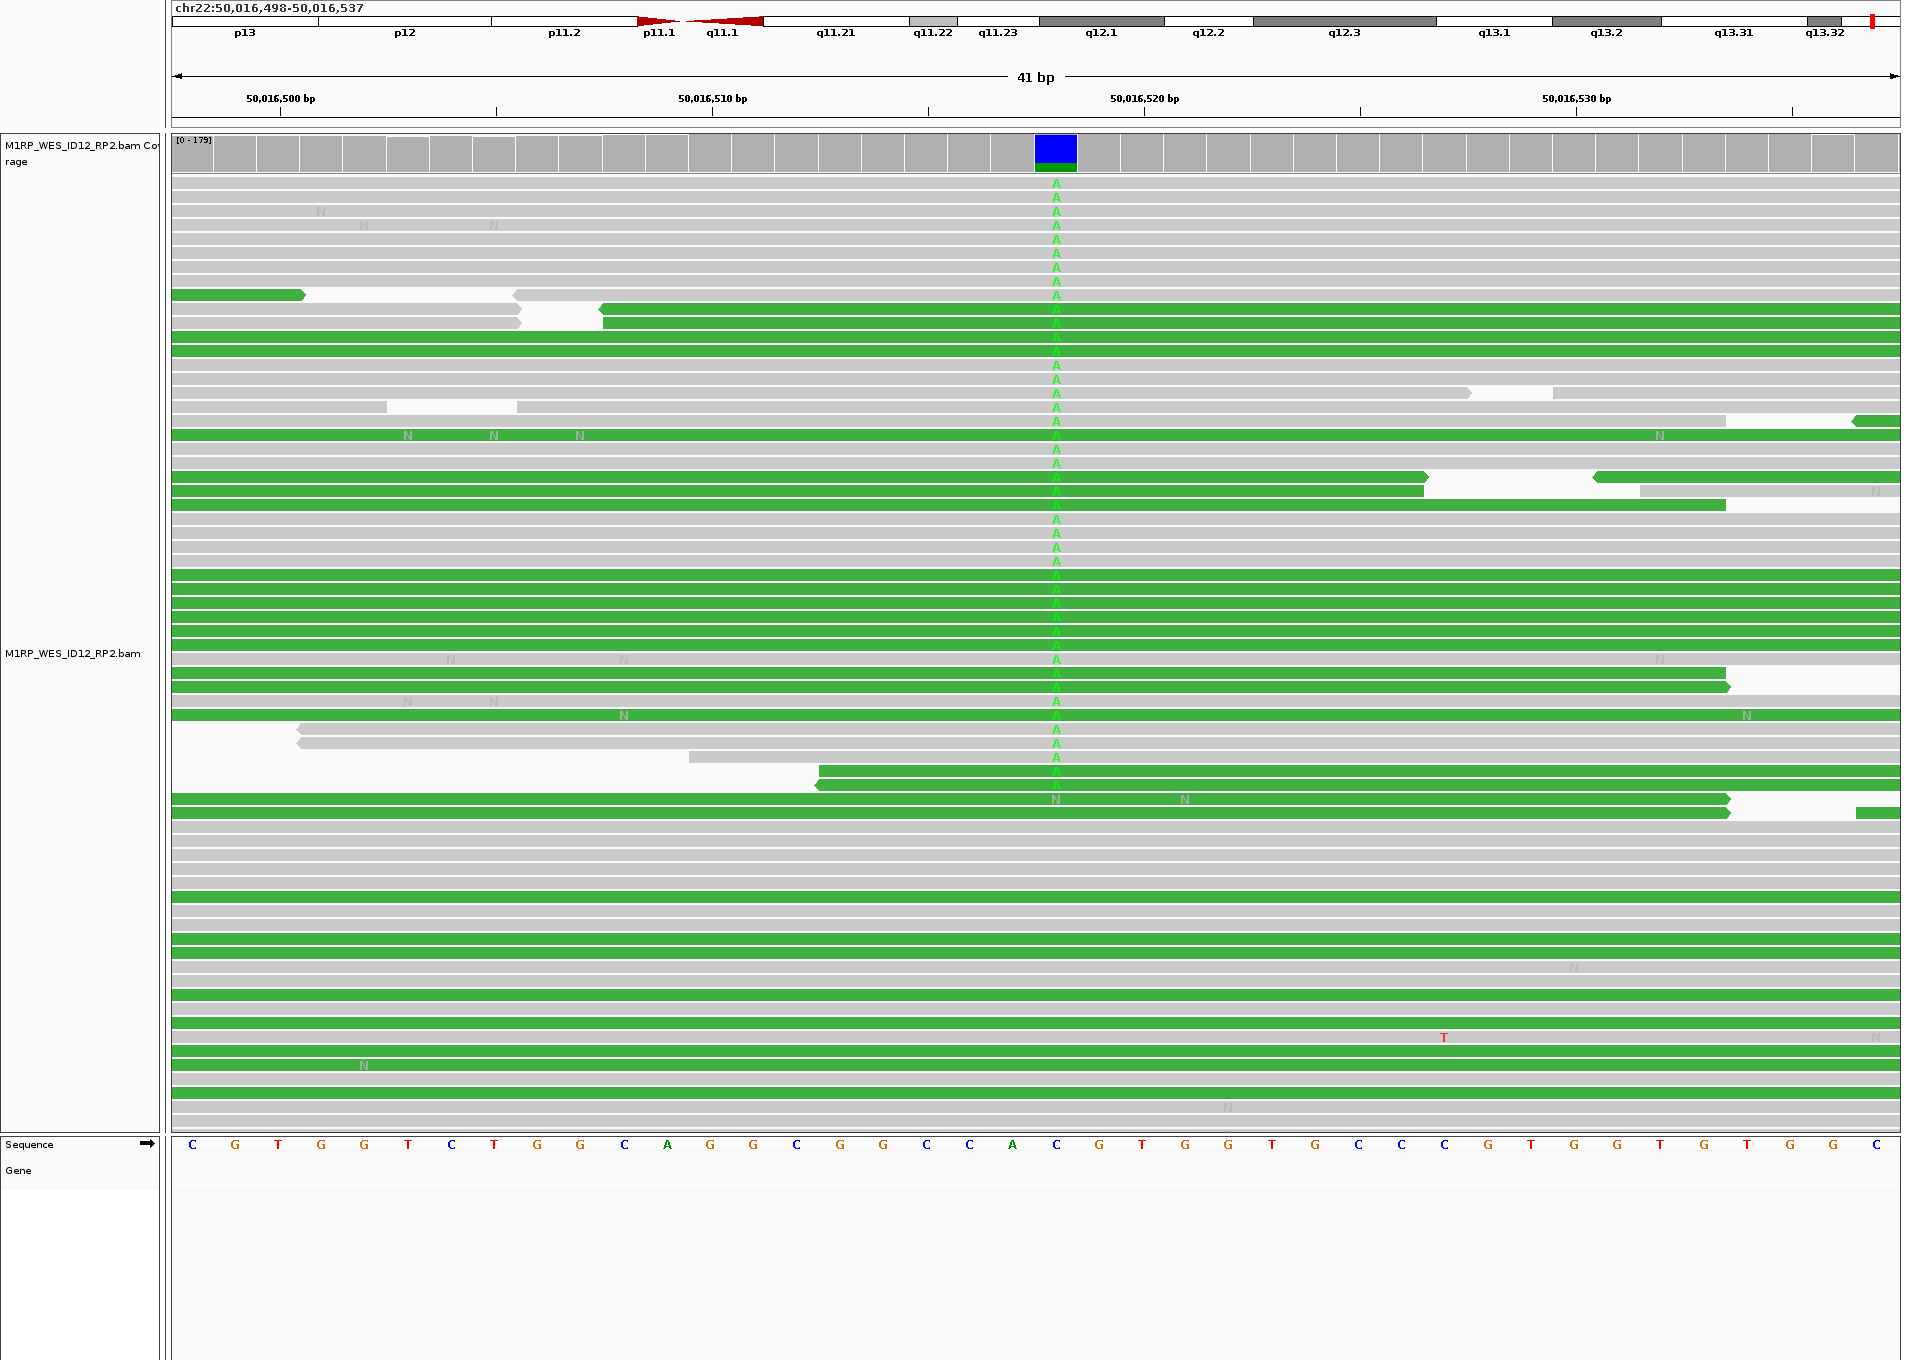 chr22:50,016,498-50,016,537
p13 p12 p11.2 p11.1 q11.1 q11.21 q11.22 q11.23 q12.1 q12.2 q12.3 q13.1 q13.2 q13.31 q13.32
41 bp
50,016,500 bp 50,016,510 bp 50,016,520 bp 50,016,530 bp
M1RP_WES_ID12_RP2.bam Co
rage
[0 - 179]
A
A
N A
N N A
A
A
A
A
A
A
A
A
A
A
A
A
A
A
N N N A N
A
A
A
A N
A
A
A
A
A
A
A
A
A
A
A
N N A N
A
A
N N A
N A N
A
A
A
A
A
N N
N
T N
N
N
M1RP_WES_ID12_RP2.bam
Sequence C G T G G T C T G G C A G G C G G C C A C G T G G T G C C C G T G G T G T G G C
Gene